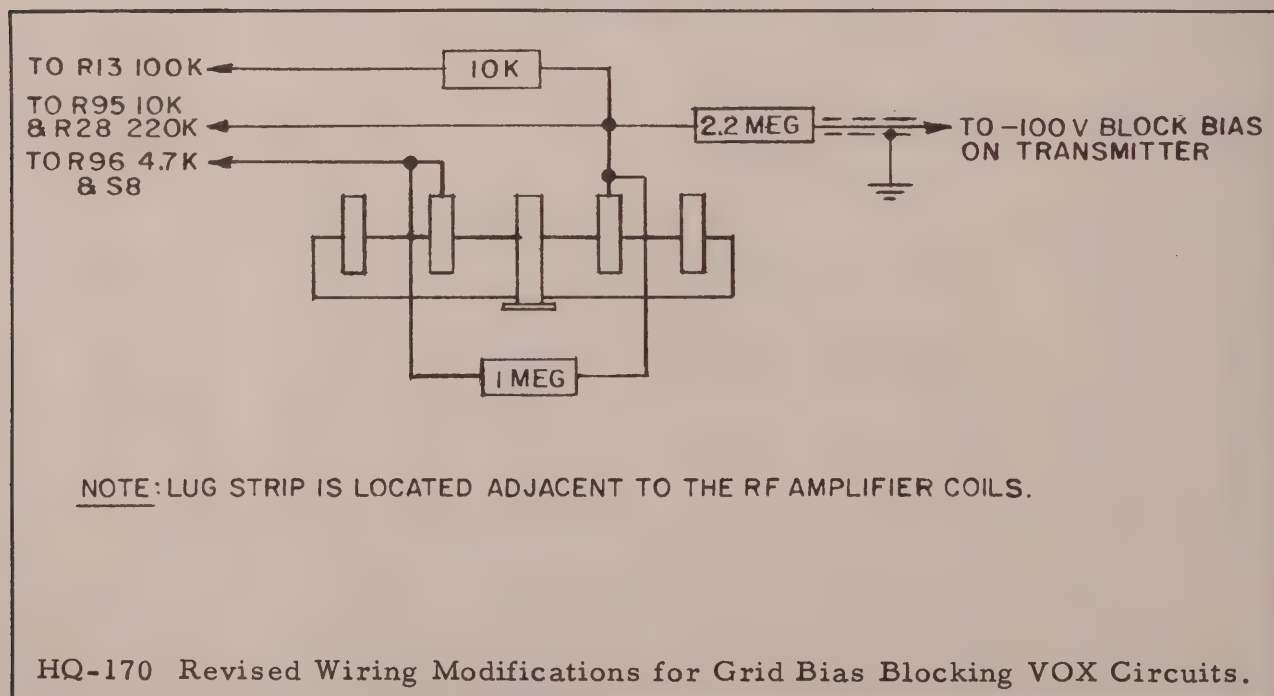 TO R13 100K
10K
TO R95 10K
& R28 220K
2.2 MEG
TO -100 V BLOCK BIAS
ON TRANSMITTER
TO R96 4.7K
& S8
1 MEG
NOTE: LUG STRIP IS LOCATED ADJACENT TO THE RF AMPLIFIER COILS.
HQ-170 Revised Wiring Modifications for Grid Bias Blocking VOX Circuits.